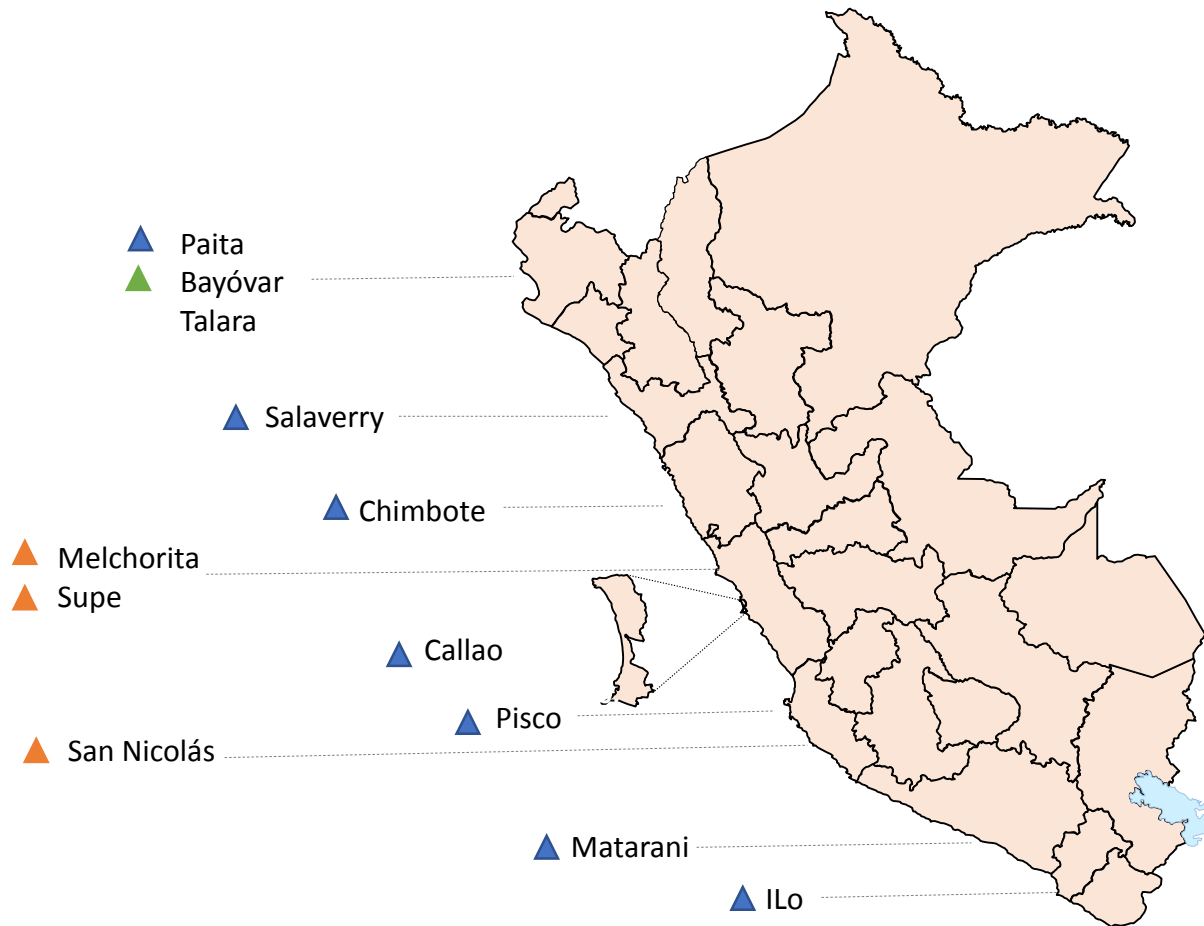 Paita
Bayóvar
Talara
Salaverry
Chimbote
Melchorita
Supe
Callao
Pisco
San Nicolás
Matarani
ILo